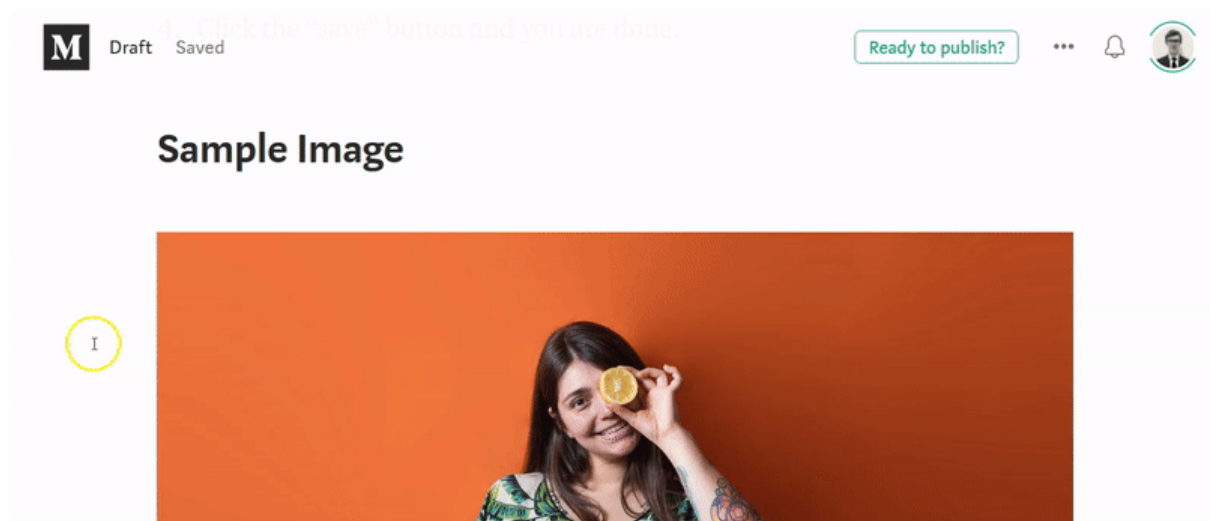 4. Click the "save" button and you are done.
M Draft Saved Ready to publish?
Sample Image